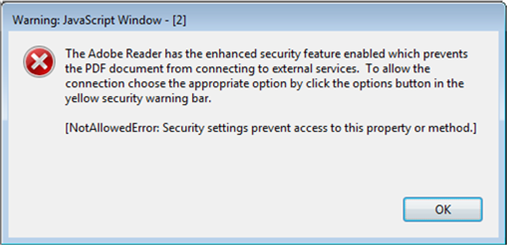 Warning: JavaScript Window - [2]
The Adobe Reader has the enhanced security feature enabled which prevents
the PDF document from connecting to external services.  To allow the
connection choose the appropriate option by click the options button in the
yellow security warning bar.
[NotAllowedError: Security settings prevent access to this property or method.]
OK